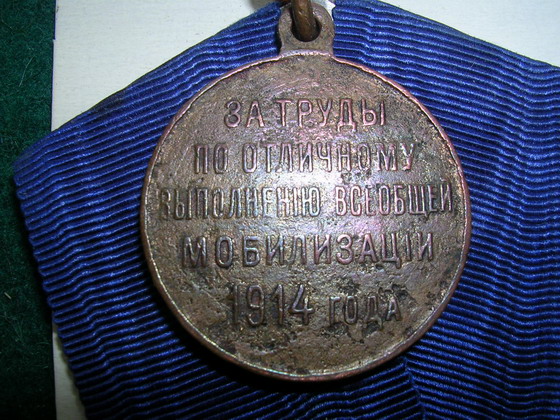 ЗА ТРУДЫ
ПО ОТЛИЧНОМУ
ВЫПОЛНЕНІЮ ВСЕОБЩЕЙ
МОБИЛИЗАЦІИ
1914 ГОДА